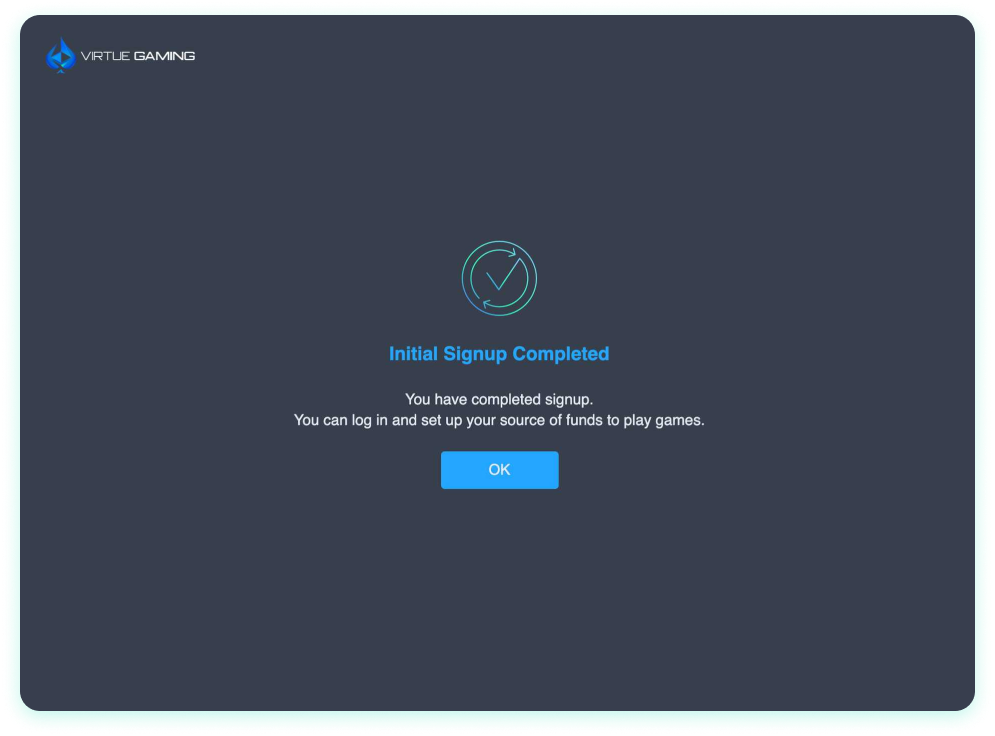 VIRTUE GAMING
Initial Signup Completed
You have completed signup.
You can log in and set up your source of funds to play games.
OK